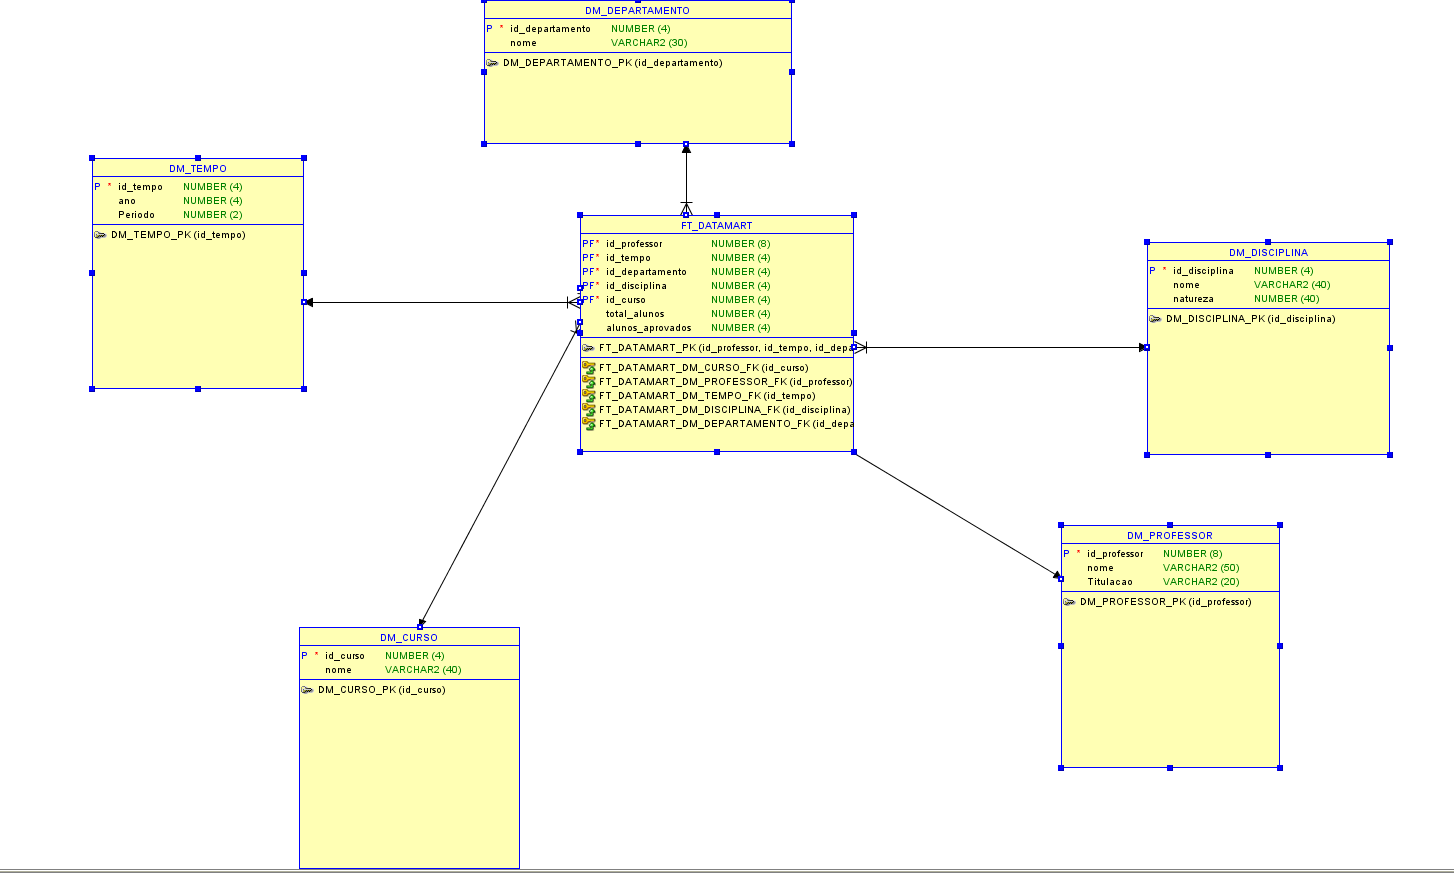 DM_DEPARTAMENTO
P * id_departamento NUMBER (4)
nome VARCHAR2 (30)
DM_DEPARTAMENTO_PK (id_departamento)
DM_TEMPO
P * id_tempo NUMBER (4)
ano NUMBER (4)
Periodo NUMBER (2)
DM_TEMPO_PK (id_tempo)
FT_DATAMART
PF* id_professor NUMBER (8)
PF* id_tempo NUMBER (4)
PF* id_departamento NUMBER (4)
PF* id_disciplina NUMBER (4)
PF* id_curso NUMBER (4)
total_alunos NUMBER (4)
alunos_aprovados NUMBER (4)
FT_DATAMART_PK (id_professor, id_tempo, id_depa
FT_DATAMART_DM_CURSO_FK (id_curso)
FT_DATAMART_DM_PROFESSOR_FK (id_professor)
FT_DATAMART_DM_TEMPO_FK (id_tempo)
FT_DATAMART_DM_DISCIPLINA_FK (id_disciplina)
FT_DATAMART_DM_DEPARTAMENTO_FK (id_depa
DM_DISCIPLINA
P * id_disciplina NUMBER (4)
nome VARCHAR2 (40)
natureza NUMBER (40)
DM_DISCIPLINA_PK (id_disciplina)
DM_PROFESSOR
P * id_professor NUMBER (8)
nome VARCHAR2 (50)
Titulacao VARCHAR2 (20)
DM_PROFESSOR_PK (id_professor)
DM_CURSO
P * id_curso NUMBER (4)
nome VARCHAR2 (40)
DM_CURSO_PK (id_curso)